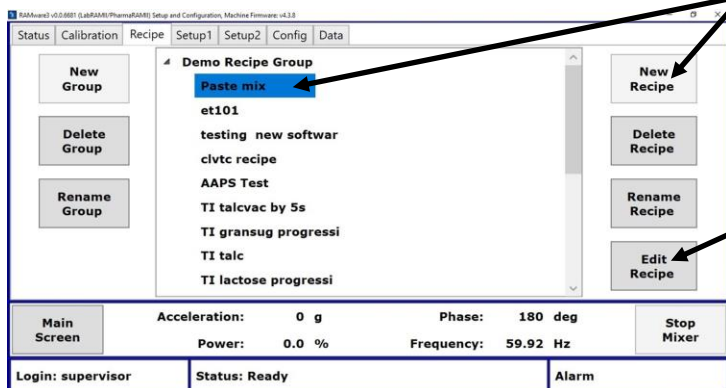 RAMware3 v0.0.6681 (LabRAMII/PharmaRAMII) Setup and Configuration, Machine Firmware: v4.3.8
Status Calibration Recipe Setup1 Setup2 Config Data
New
Group
Delete
Group
Rename
Group
Demo Recipe Group
Paste mix
et101
testing new softwar
clvtc recipe
AAPS Test
TI talcvac by 5s
TI gransug progressi
TI talc
TI lactose progressi
New
Recipe
Delete
Recipe
Rename
Recipe
Edit
Recipe
Main
Screen
Acceleration: 0 g Phase: 180 deg
Power: 0.0 % Frequency: 59.92 Hz
Stop
Mixer
Login: supervisor Status: Ready Alarm